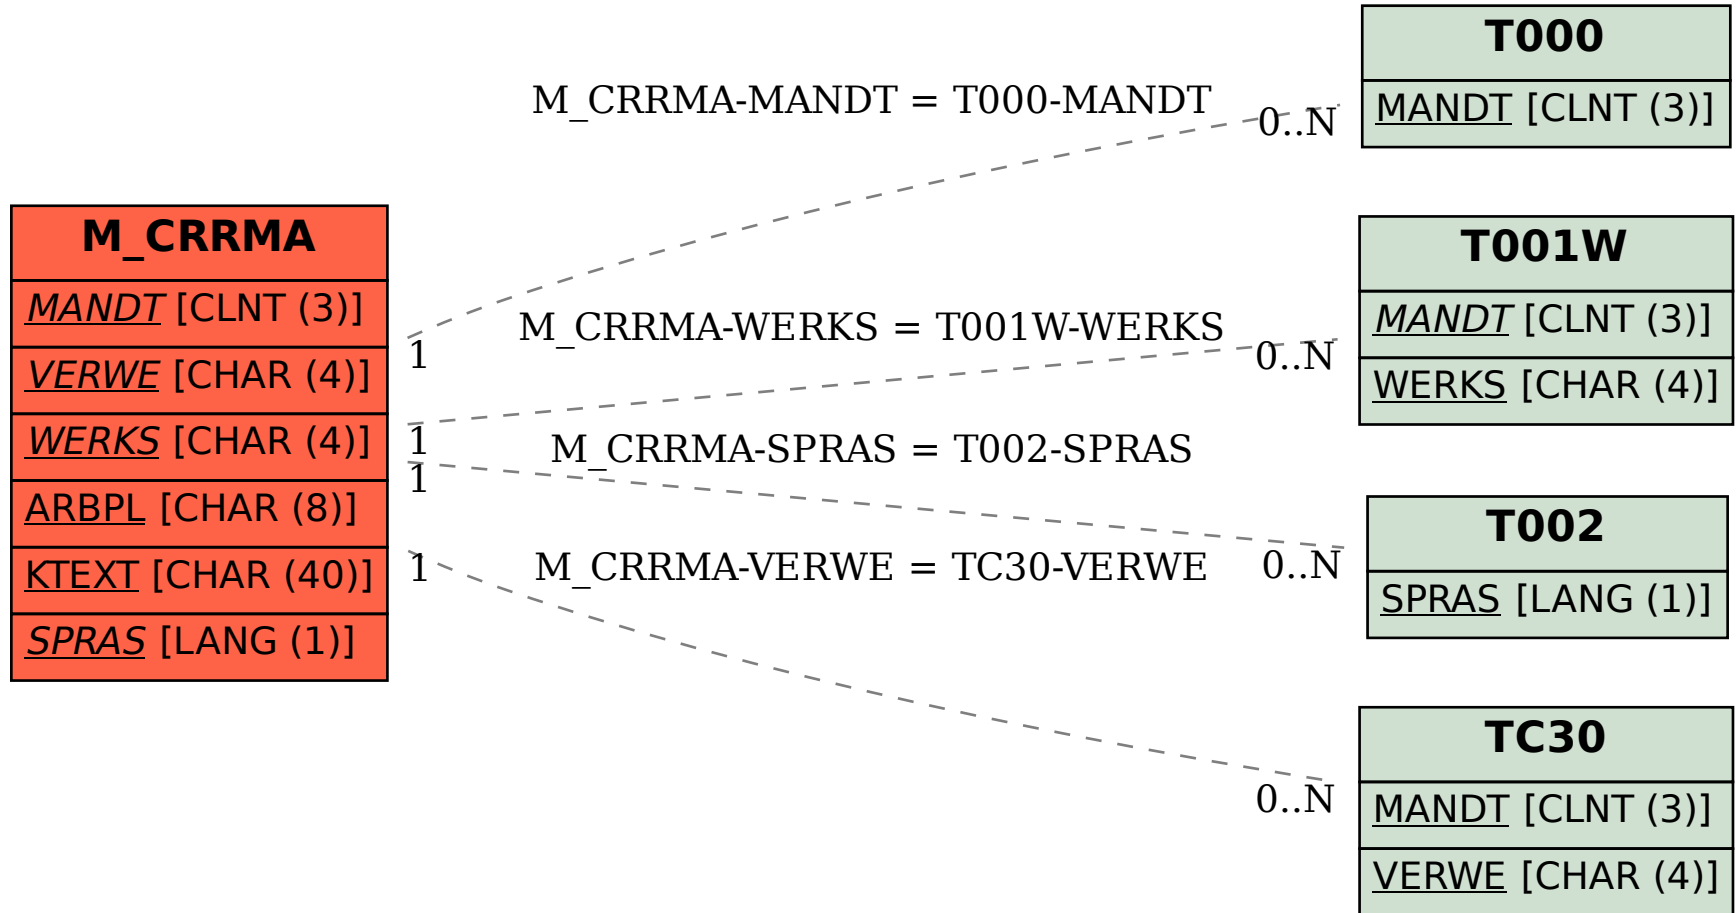 M_CRRMA
MANDT [CLNT (3)]
VERWE [CHAR (4)]
WERKS [CHAR (4)]
ARBPL [CHAR (8)]
KTEXT [CHAR (40)]
SPRAS [LANG (1)]
M_CRRMA-MANDT = T000-MANDT
1
0..N
M_CRRMA-WERKS = T001W-WERKS
1
0..N
M_CRRMA-SPRAS = T002-SPRAS
1
0..N
M_CRRMA-VERWE = TC30-VERWE
1
0..N
T000
MANDT [CLNT (3)]
T001W
MANDT [CLNT (3)]
WERKS [CHAR (4)]
T002
SPRAS [LANG (1)]
TC30
MANDT [CLNT (3)]
VERWE [CHAR (4)]